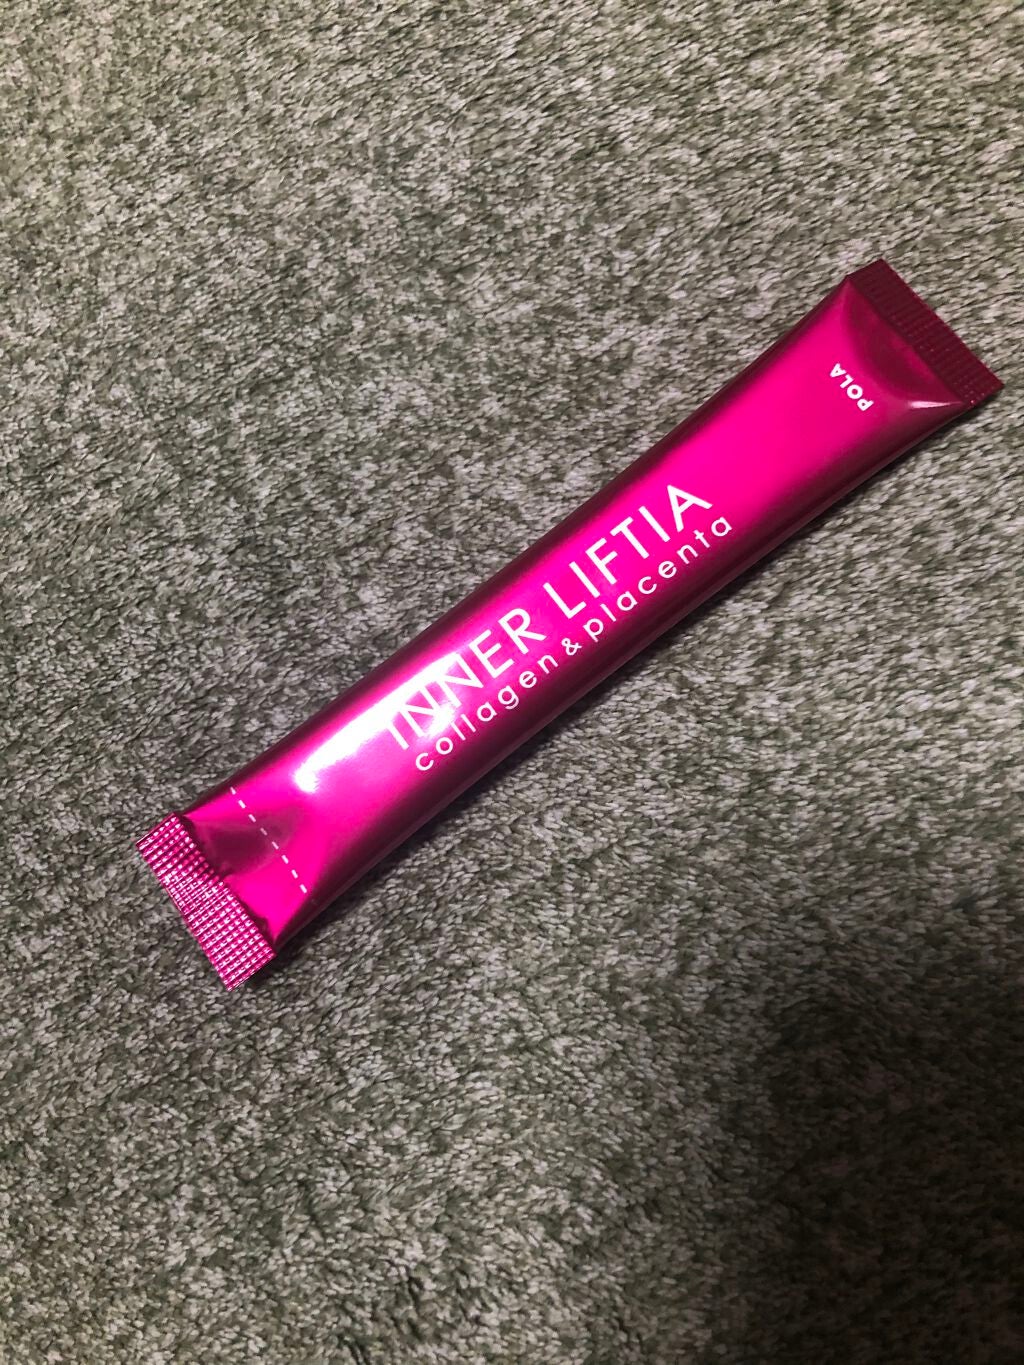 INNER LIFTIA
collagen & placenta
POLA